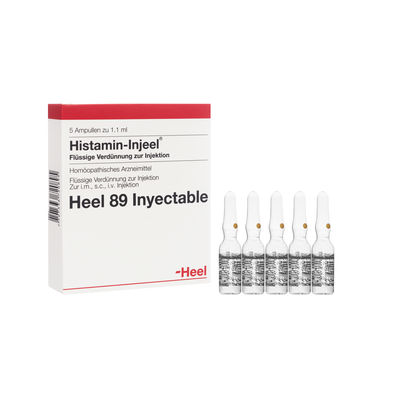 5 Ampullen zu 1.1 ml
Histamin-Injeel®
Flüssige Verdünnung zur Injektion
Homöopathisches Arzneimittel
Flüssige Verdünnung zur Injektion
Zur i.m., s.c., i.v. Injektion
Heel 89 Inyectable
-Heel